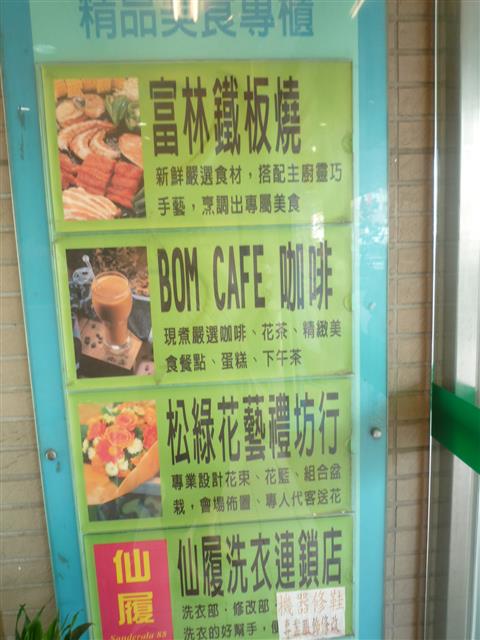 精品美食專櫃
富林鐵板燒
新鮮嚴選食材，搭配主廚靈巧
手藝，烹調出專屬美食
BOM CAFE 咖啡
現煮嚴選咖啡、花茶、精緻美
食餐點、蛋糕、下午茶
松綠花藝禮坊行
專業設計花束、花籃、組合盆
栽，會場佈置、專人代客送花
仙履
仙履洗衣連鎖店
洗衣部·修改部
洗衣的好幫手，
機器修鞋